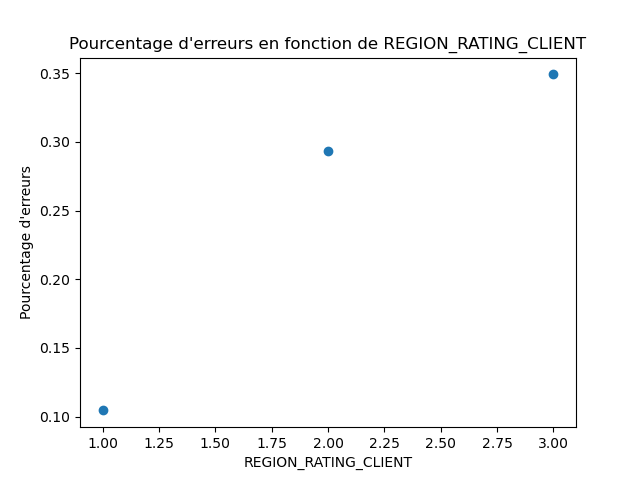 Pourcentage d'erreurs en fonction de REGION_RATING_CLIENT
Pourcentage d'erreurs
0.35
0.30
0.25
0.20
0.15
0.10
1.00 1.25 1.50 1.75 2.00 2.25 2.50 2.75 3.00
REGION_RATING_CLIENT